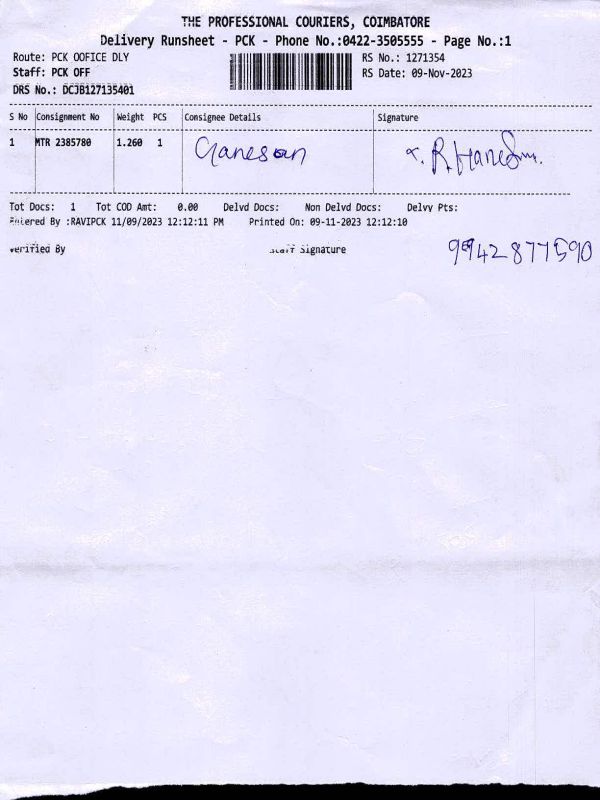 THE PROFESSIONAL COURIERS, COIMBATORE
Delivery Runsheet - PCK - Phone No.:0422-3505555 - Page No.:1
Route: PCK OOFICE DLY RS No.: 1271354
Staff: PCK OFF RS Date: 09-Nov-2023
DRS No.: DCJB127135401
S No Consignment No Weight PCS Consignee Details Signature
1 MTR 2385780 1.260 1 Ganesan
Tot Docs: 1 Tot COD Amt: 0.00 Delvd Docs: Non Delvd Docs: Delvy Pts:
Entered By :RAVIPCK 11/09/2023 12:12:11 PM Printed On: 09-11-2023 12:12:10
Verified By Staff Signature 9942877590